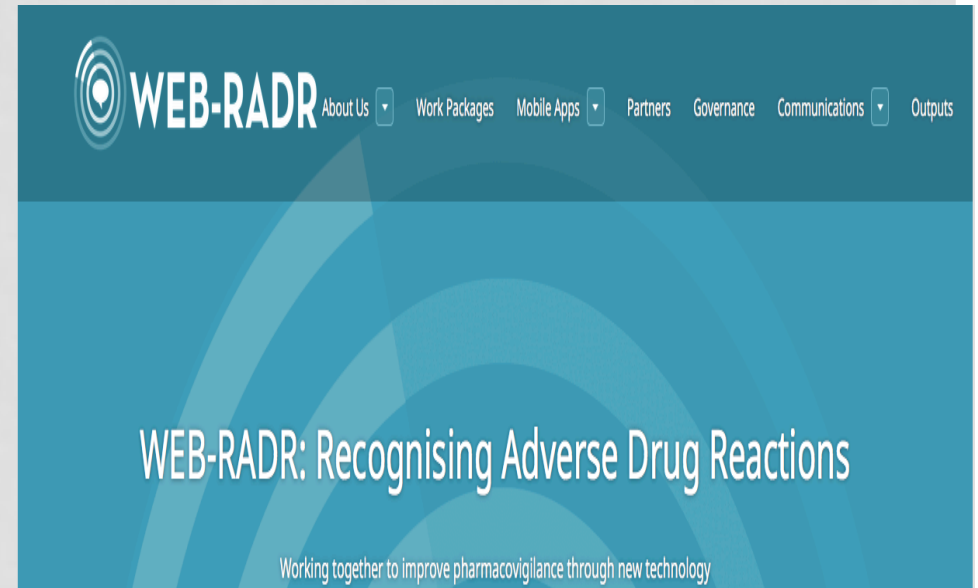 WEB-RADR About Us Work Packages Mobile Apps Partners Governance Communications Outputs
WEB-RADR: Recognising Adverse Drug Reactions
Working together to improve pharmacovigilance through new technology